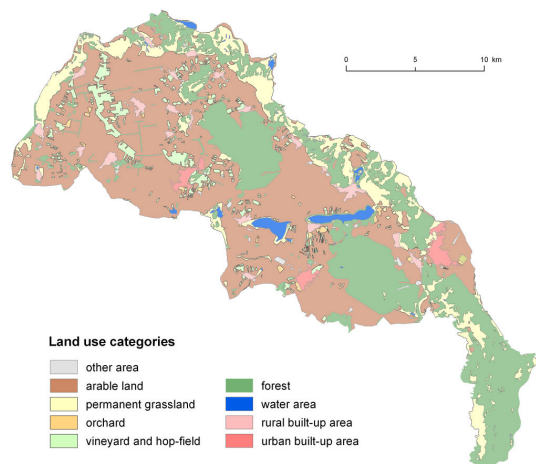 0 5 10 km
Land use categories
other area
arable land
permanent grassland
orchard
vineyard and hop-field
forest
water area
rural built-up area
urban built-up area